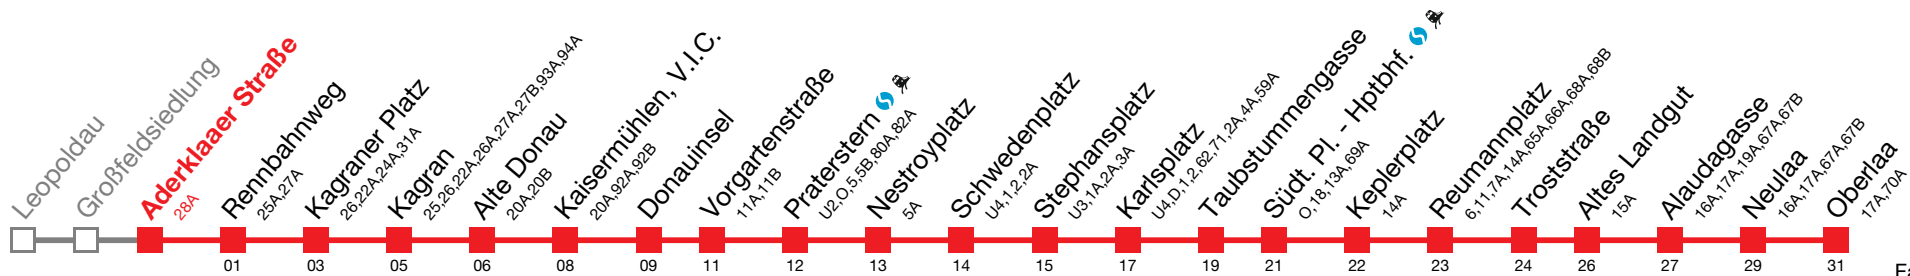 Leopoldau
Großfeldsiedlung
Aderklaaer Straße
28A
Rennbahnweg
25A,27A
01
Kagraner Platz
26,22A,24A,31A
03
Kagran
25,26,22A,26A,27A,27B,93A,94A
05
Alte Donau
20A,20B
06
Kaisermühlen, V.I.C.
20A,92A,92B
08
Donauinsel
09
Vorgartenstraße
11A,11B
11
Praterstern
U2,O,5,5B,80A,82A
12
Nestroyplatz
5A
13
Schwedenplatz
U4,1,2,2A
14
Stephansplatz
U3,1A,2A,3A
15
Karlsplatz
U4,D,1,2,62,71,2A,4A,59A
17
Taubstummengasse
19
Südt. Pl. - Hptbhf.
O,18,13A,69A
21
Keplerplatz
14A
22
Reumannplatz
6,11,7A,14A,65A,66A,68A,68B
23
Troststraße
24
Altes Landgut
15A
26
Alaudagasse
16A,17A,19A,67A,67B
27
Neulaa
16A,17A,67A,67B
29
Oberlaa
17A,70A
31